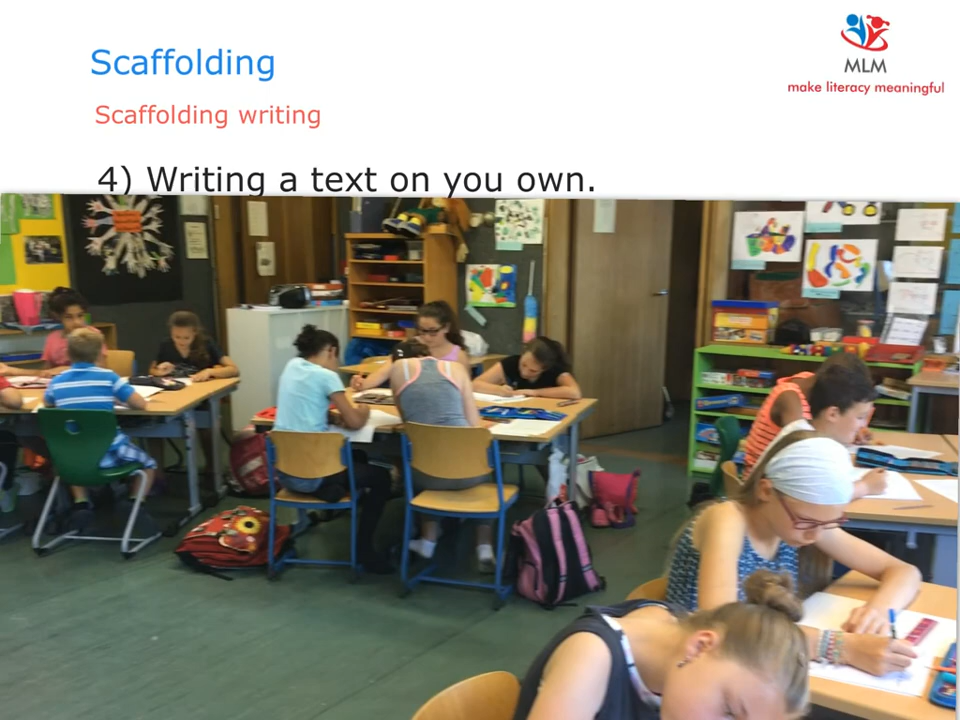 Scaffolding
MLM
make literacy meaningful
Scaffolding writing
4) Writing a text on you own.